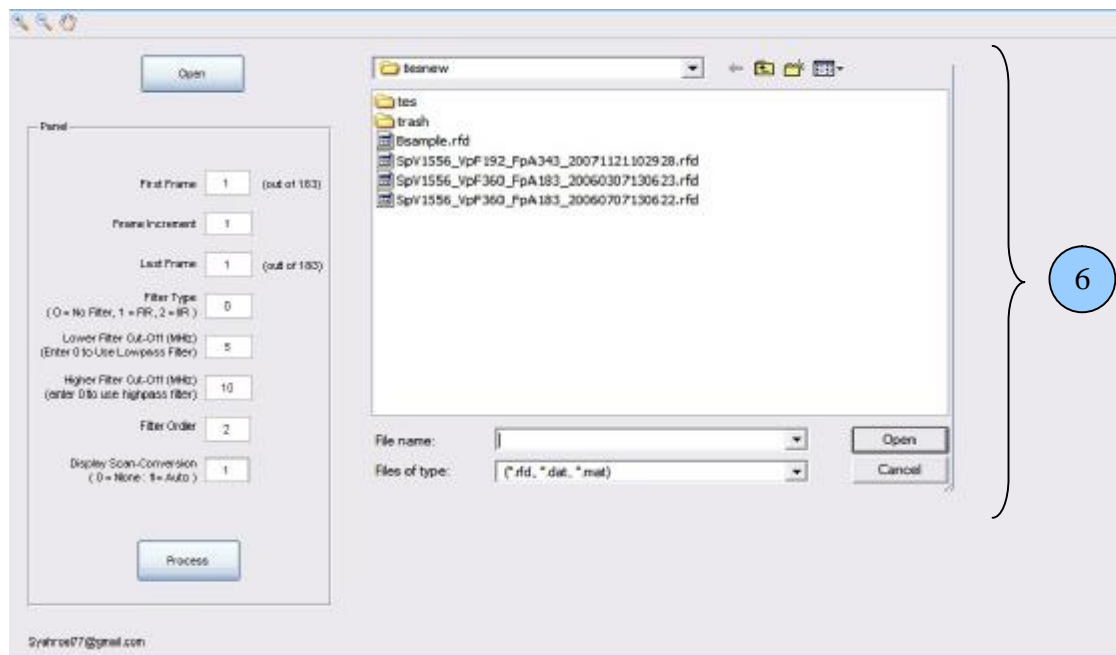 Open
Panel
First Frame 1 (out of 183)
Frame Increment 1
Last Frame 1 (out of 183)
Filter Type
( 0 = No Filter, 1 = FIR, 2 = IIR ) 0
Lower Filter Cut-Off (MHz)
(Enter 0 to Use Lowpass Filter) 5
Higher Filter Cut-Off (MHz)
(enter 0 to use highpass filter) 10
Filter Order 2
Display Scan-Conversion
( 0 = None : 1= Auto ) 1
Process
Syahroel77@gmail.com
tesnew
tes
trash
Bsample.rfd
SpV1556_VpF192_FpA343_20071121102928.rfd
SpV1556_VpF360_FpA183_20060307130623.rfd
SpV1556_VpF360_FpA183_20060707130622.rfd
File name:
Open
Files of type: (*.rfd, *.dat, *.mat)
Cancel
6